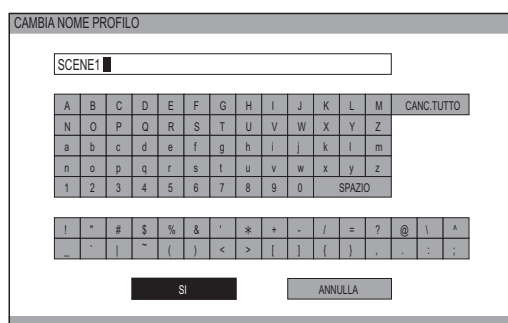 CAMBIA NOME PROFILO
SCENE1
A B C D E F G H I J K L M CANC.TUTTO
N O P Q R S T U V W X Y Z
a b c d e f g h i j k l m
n o p q r s t u v w x y z
1 2 3 4 5 6 7 8 9 0 SPAZIO
! " # $ % & ' * + - / = ? @ \ ^
_ ` | ~ ( ) < > [ ] { } , . : ;
SI ANNULLA